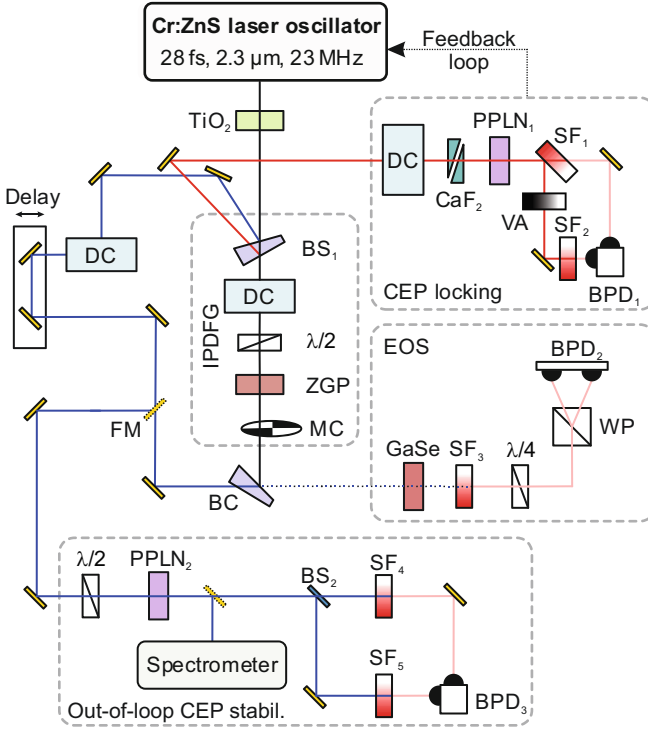 Cr:ZnS laser oscillator
28 fs, 2.3 µm, 23 MHz
Feedback
loop
TiO₂
DC
CaF₂
PPLN₁
SF₁
VA
SF₂
BPD₁
CEP locking
Delay
DC
BS₁
DC
IPDFG
λ/2
ZGP
MC
FM
BC
EOS
BPD₂
WP
GaSe
SF₃
λ/4
λ/2
PPLN₂
BS₂
SF₄
Spectrometer
SF₅
BPD₃
Out-of-loop CEP stabil.